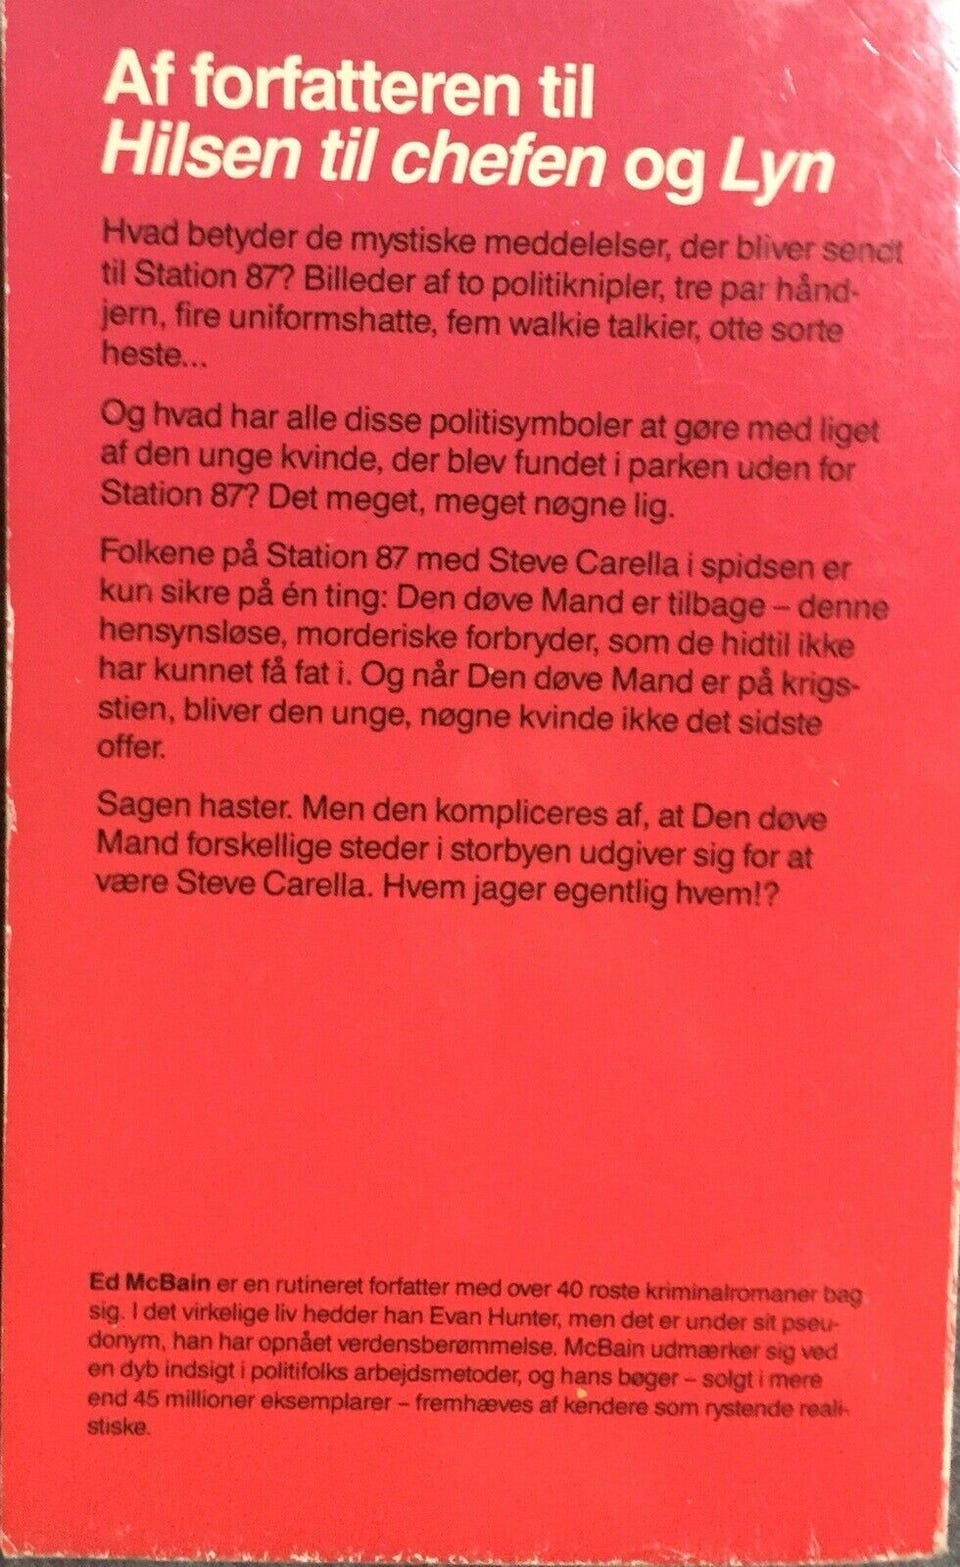 Af forfatteren til
Hilsen til chefen og Lyn
Hvad betyder de mystiske meddelelser, der bliver sendt
til Station 87? Billeder af to politiknipler, tre par hånd-
jern, fire uniformshatte, fem walkie talkier, otte sorte
heste...
Og hvad har alle disse politisymboler at gøre med liget
af den unge kvinde, der blev fundet i parken uden for
Station 87? Det meget, meget nøgne lig.
Folkene på Station 87 med Steve Carella i spidsen er
kun sikre på én ting: Den døve Mand er tilbage – denne
hensynsløse, morderiske forbryder, som de hidtil ikke
har kunnet få fat i. Og når Den døve Mand er på krigs-
stien, bliver den unge, nøgne kvinde ikke det sidste
offer.
Sagen haster. Men den kompliceres af, at Den døve
Mand forskellige steder i storbyen udgiver sig for at
være Steve Carella. Hvem jager egentlig hvem!?
Ed McBain er en rutineret forfatter med over 40 roste kriminalromaner bag
sig. I det virkelige liv hedder han Evan Hunter, men det er under sit pseu-
donym, han har opnået verdensberømmelse. McBain udmærker sig ved
en dyb indsigt i politifolks arbejdsmetoder, og hans bøger – solgt i mere
end 45 millioner eksemplarer – fremhæves af kendere som rystende reali-
stiske.